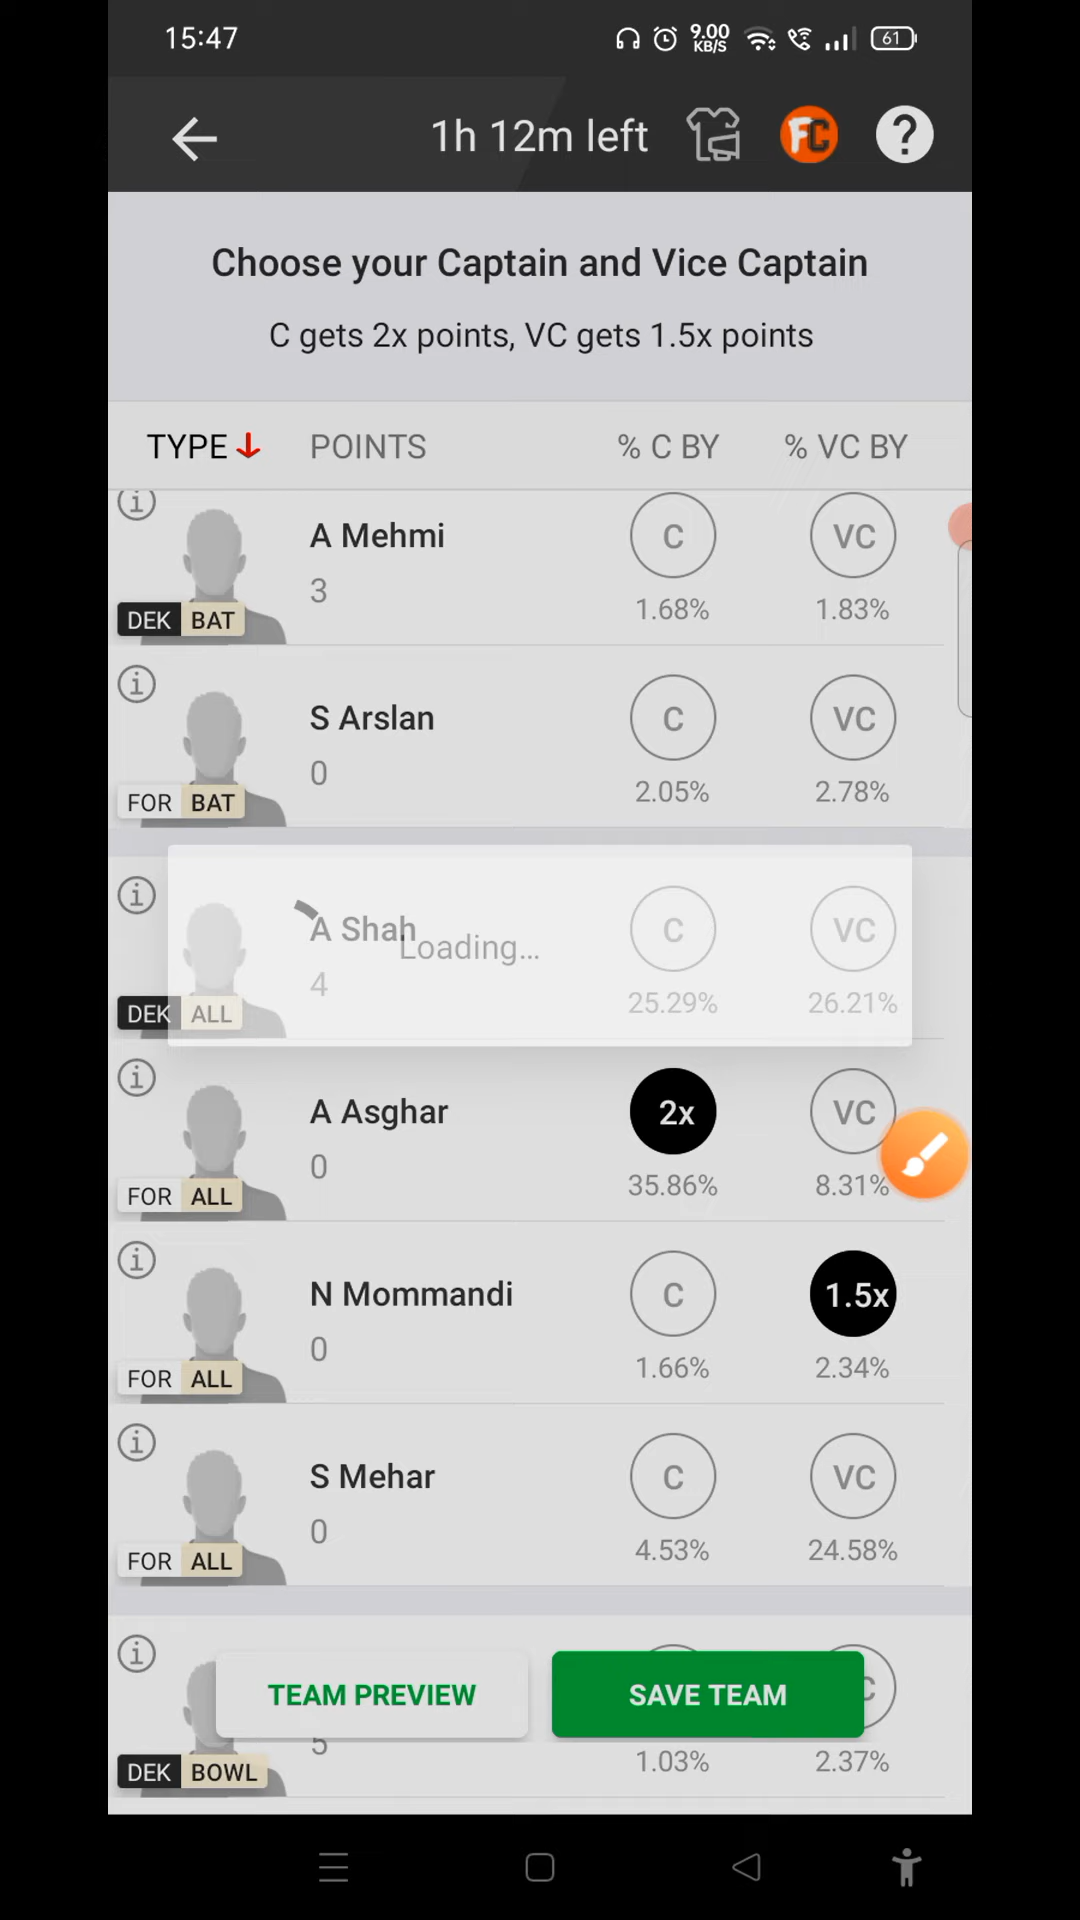 15:47
9.00
KB/S
61
1h 12m left
FC
?
Choose your Captain and Vice Captain
C gets 2x points, VC gets 1.5x points
TYPE
POINTS
% C BY
% VC BY
A Mehmi
3
C
VC
1.68%
1.83%
DEK BAT
S Arslan
0
C
VC
2.05%
2.78%
FOR BAT
A Shah
Loading...
4
C
VC
25.29%
26.21%
DEK ALL
A Asghar
0
2x
VC
35.86%
8.31%
FOR ALL
N Mommandi
0
C
1.5x
1.66%
2.34%
FOR ALL
S Mehar
0
C
VC
4.53%
24.58%
FOR ALL
TEAM PREVIEW
SAVE TEAM
C
5
1.03%
2.37%
DEK BOWL